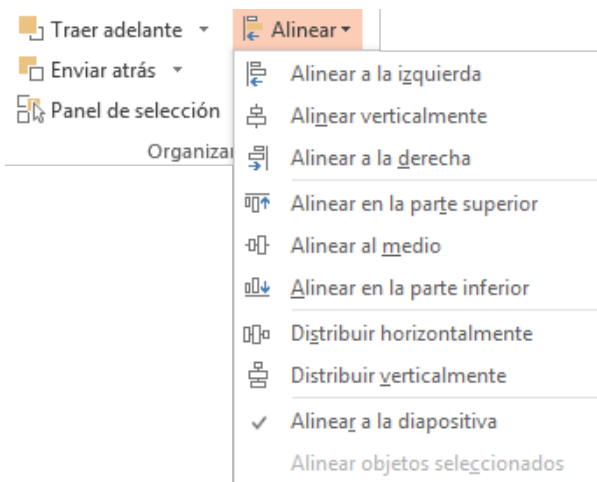 Traer adelante
Alinear
Enviar atrás
Panel de selección
Organizar
Alinear a la izquierda
Alinear verticalmente
Alinear a la derecha
Alinear en la parte superior
Alinear al medio
Alinear en la parte inferior
Distribuir horizontalmente
Distribuir verticalmente
Alinear a la diapositiva
Alinear objetos seleccionados